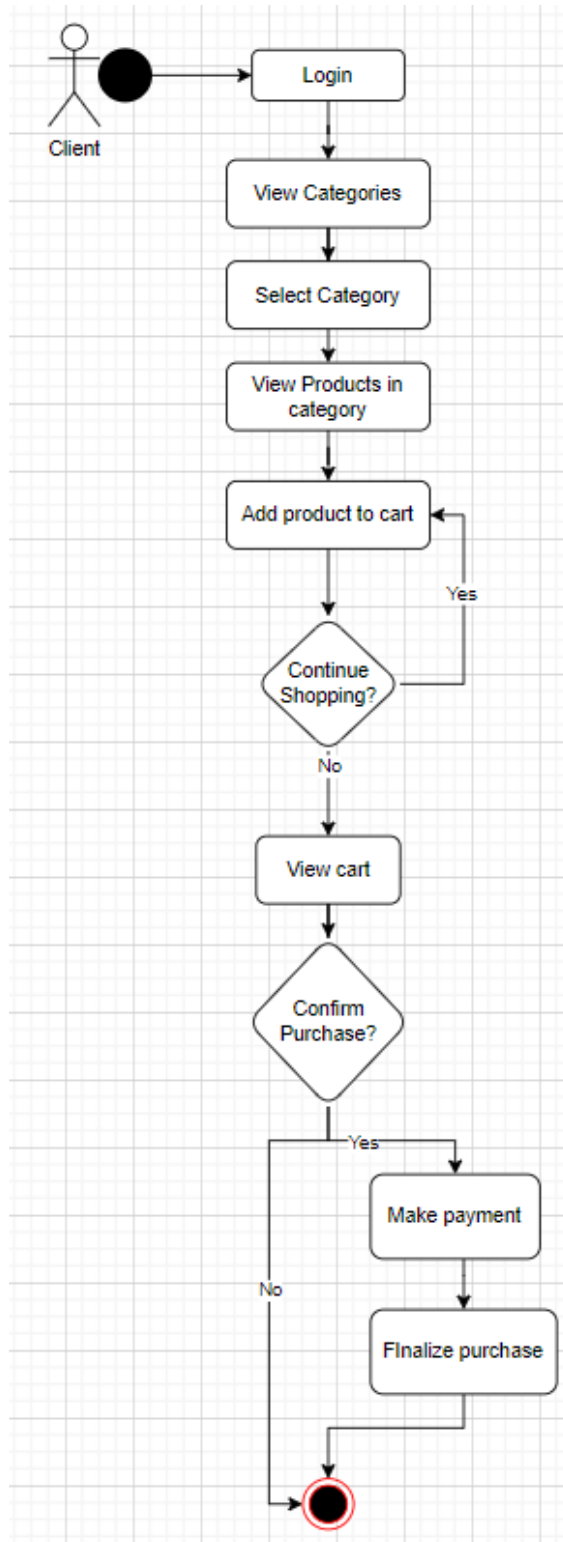 Login
Client
View Categories
Select Category
View Products in
category
Add product to cart
Yes
Continue
Shopping?
No
View cart
Confirm
Purchase?
Yes
Make payment
No
FInalize purchase